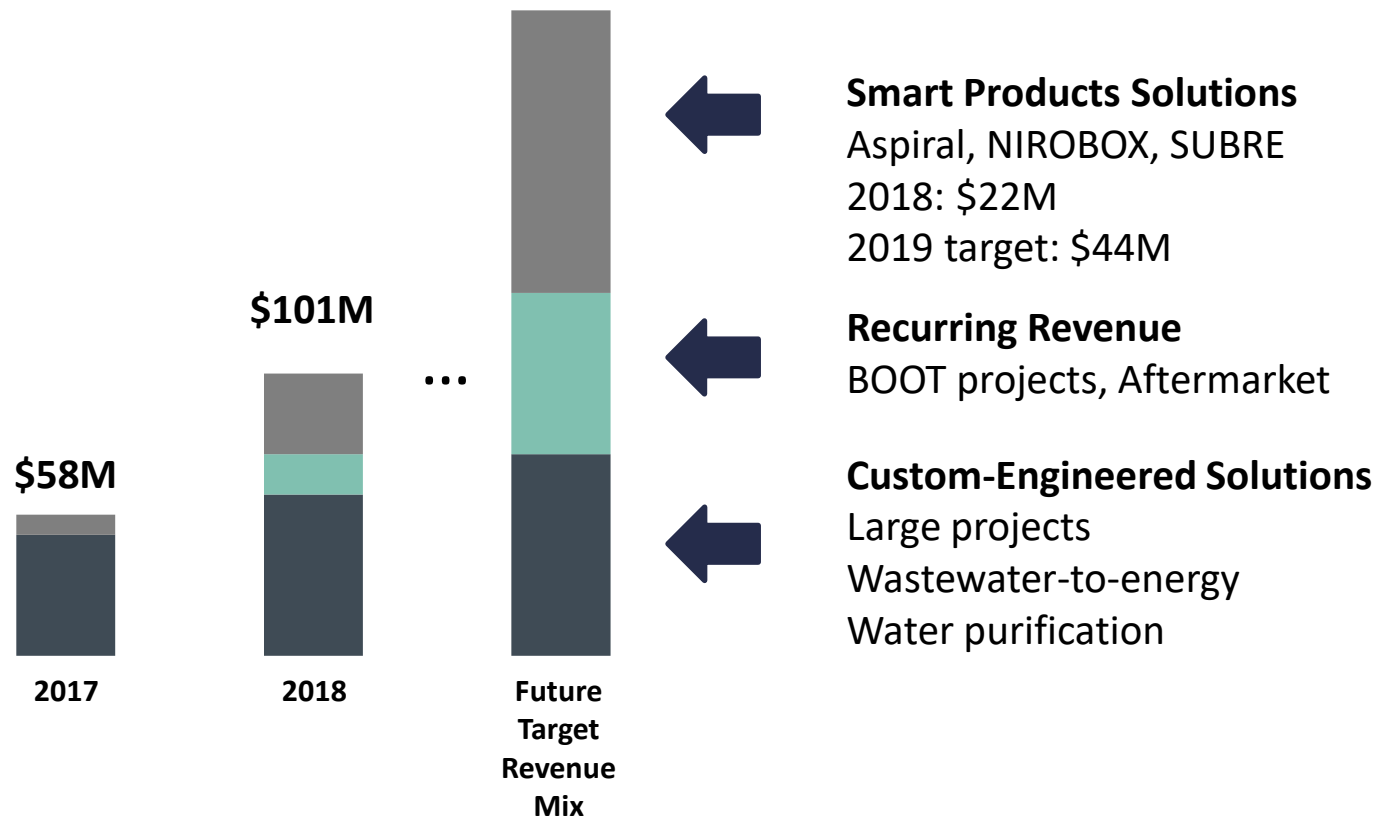 $58M
2017
$101M
2018
...
Future
Target
Revenue
Mix
Smart Products Solutions
Aspiral, NIROBOX, SUBRE
2018: $22M
2019 target: $44M
Recurring Revenue
BOOT projects, Aftermarket
Custom-Engineered Solutions
Large projects
Wastewater-to-energy
Water purification